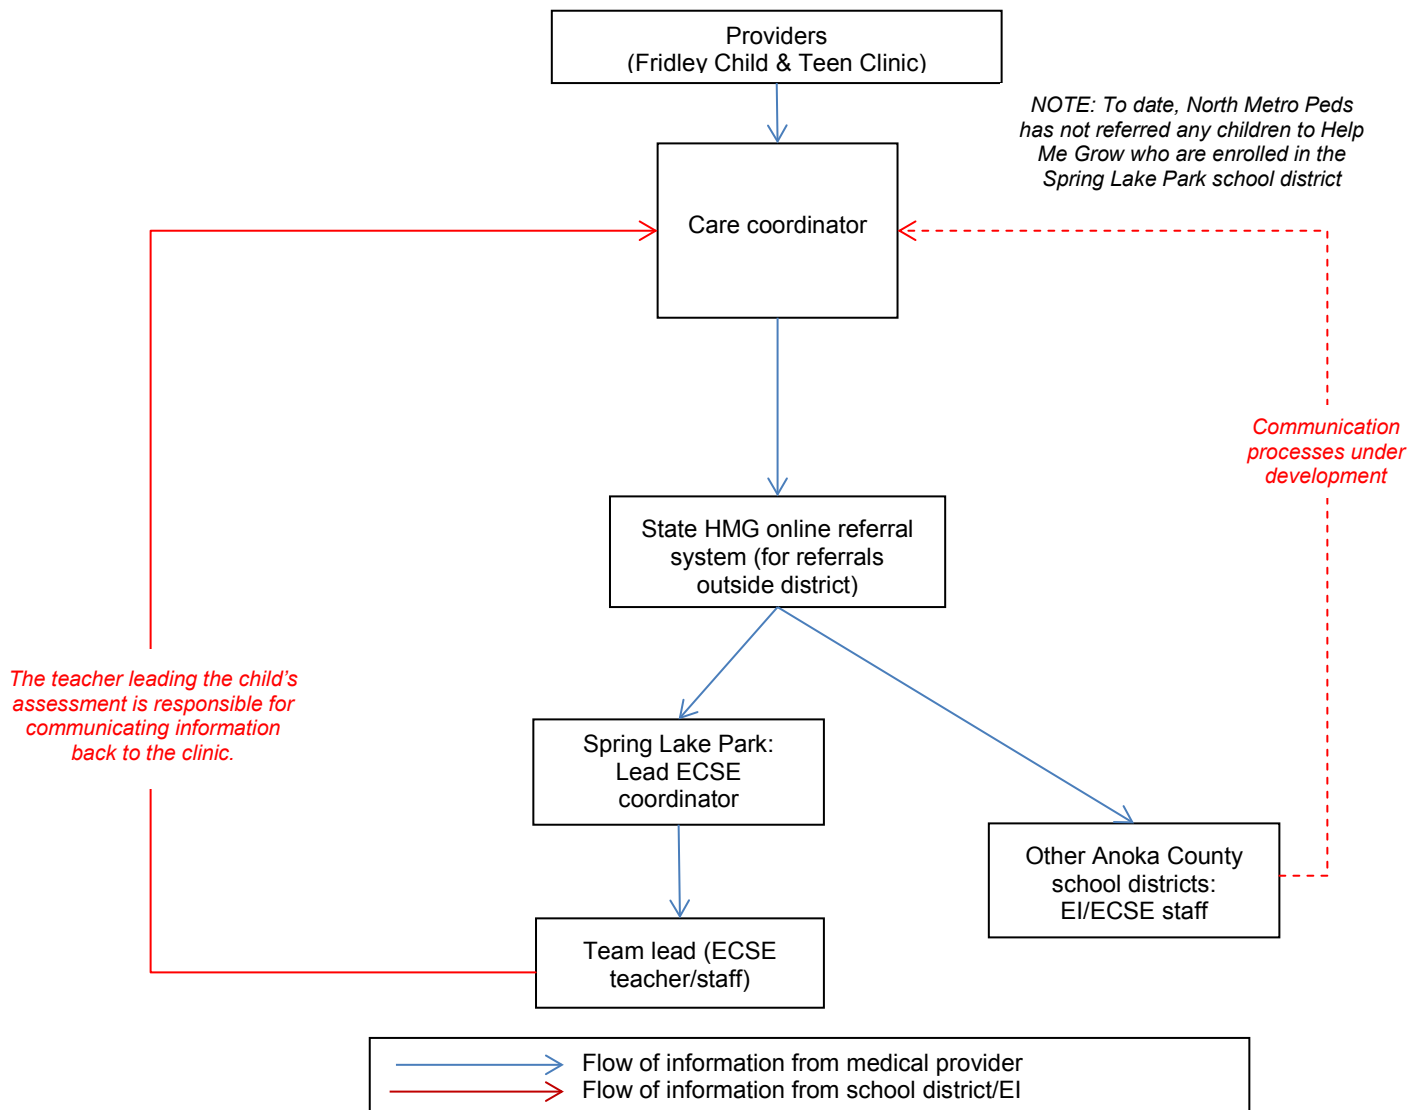 Providers
(Fridley Child & Teen Clinic)
NOTE: To date, North Metro Peds
has not referred any children to Help
Me Grow who are enrolled in the
Spring Lake Park school district
Care coordinator
Communication
processes under
development
State HMG online referral
system (for referrals
outside district)
The teacher leading the child’s
assessment is responsible for
communicating information
back to the clinic.
Spring Lake Park:
Lead ECSE
coordinator
Other Anoka County
school districts:
EI/ECSE staff
Team lead (ECSE
teacher/staff)
Flow of information from medical provider
Flow of information from school district/EI